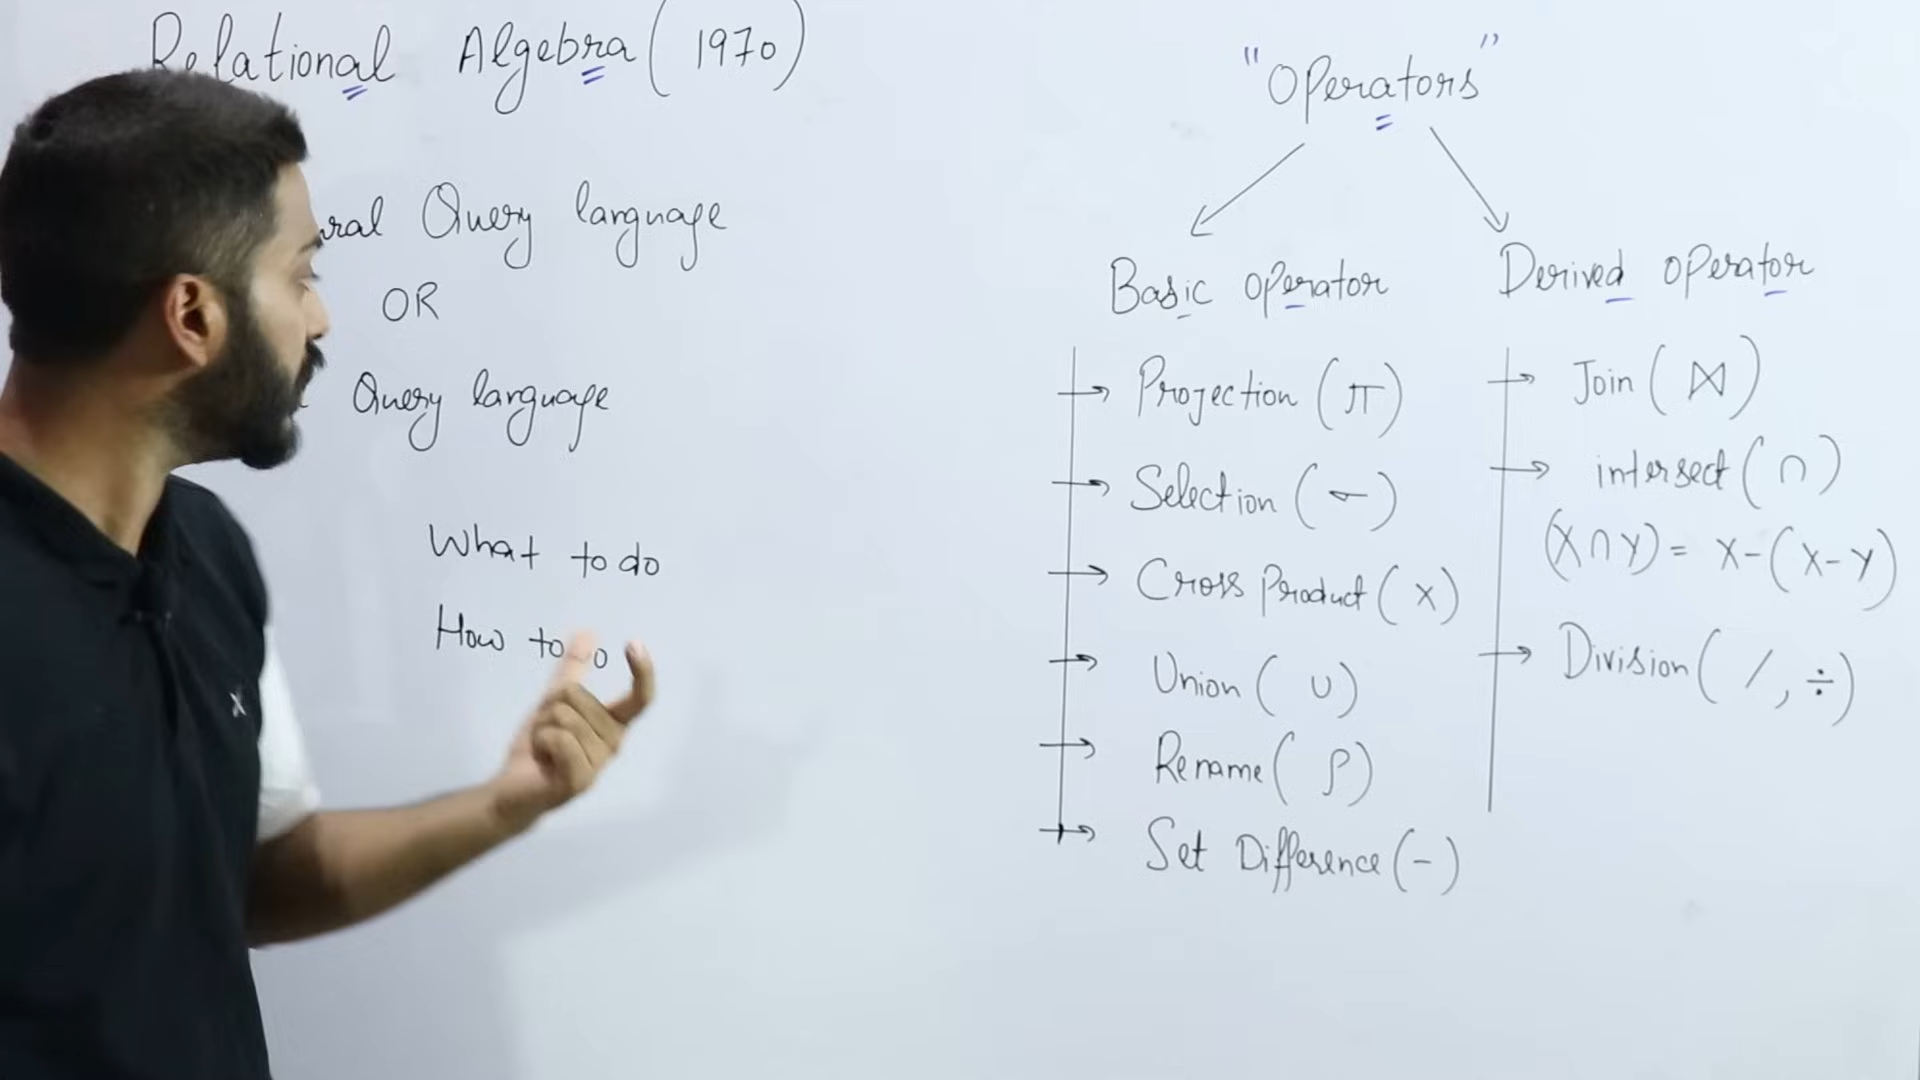 Relational Algebra (1970)
Query language
OR
Query language
What to do
How to do
"Operators"
Basic operator
Projection (π)
Selection (σ)
Cross Product (X)
Union (∪)
Rename (ρ)
Set Difference (-)
Derived operator
Join (⋈)
intersect (∩)
(X∩Y) = X-(X-Y)
Division (/, ÷)